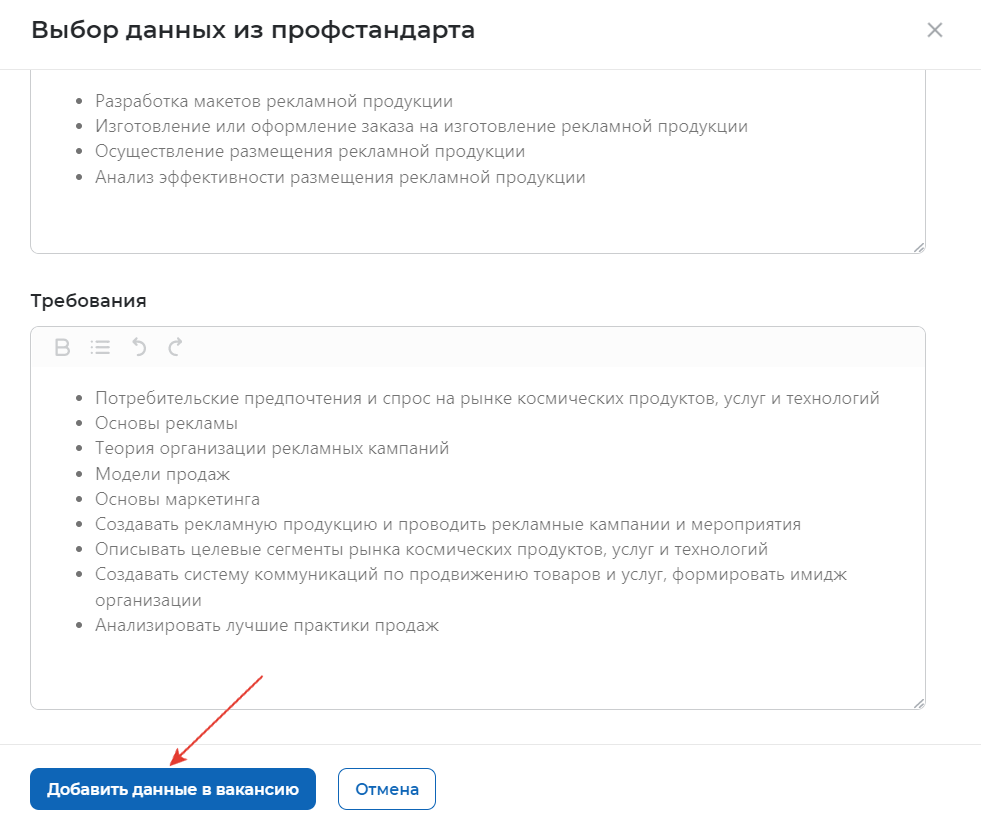 Выбор данных из профстандарта
Разработка макетов рекламной продукции
Изготовление или оформление заказа на изготовление рекламной продукции
Осуществление размещения рекламной продукции
Анализ эффективности размещения рекламной продукции
Требования
B
Потребительские предпочтения и спрос на рынке космических продуктов, услуг и технологий
Основы рекламы
Теория организации рекламных кампаний
Модели продаж
Основы маркетинга
Создавать рекламную продукцию и проводить рекламные кампании и мероприятия
Описывать целевые сегменты рынка космических продуктов, услуг и технологий
Создавать систему коммуникаций по продвижению товаров и услуг, формировать имидж
организации
Анализировать лучшие практики продаж
Добавить данные в вакансию Отмена